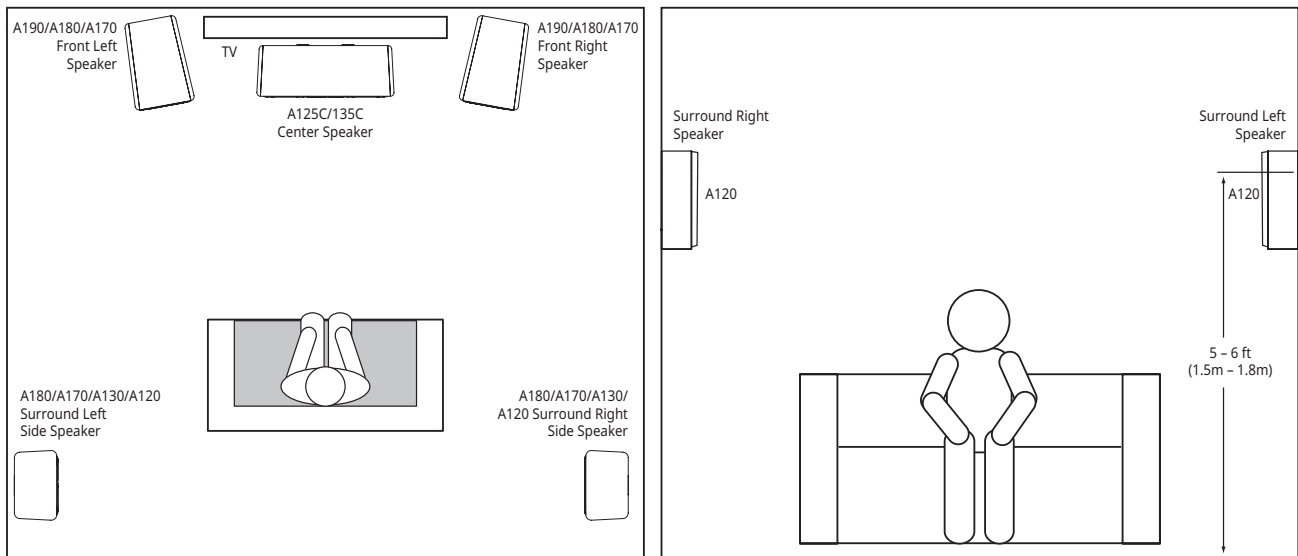 A190/A180/A170
Front Left
Speaker
TV
A190/A180/A170
Front Right
Speaker
A125C/135C
Center Speaker
A180/A170/A130/A120
Surround Left
Side Speaker
A180/A170/A130/
A120 Surround Right
Side Speaker
Surround Right
Speaker
A120
Surround Left
Speaker
A120
5 – 6 ft
(1.5m – 1.8m)